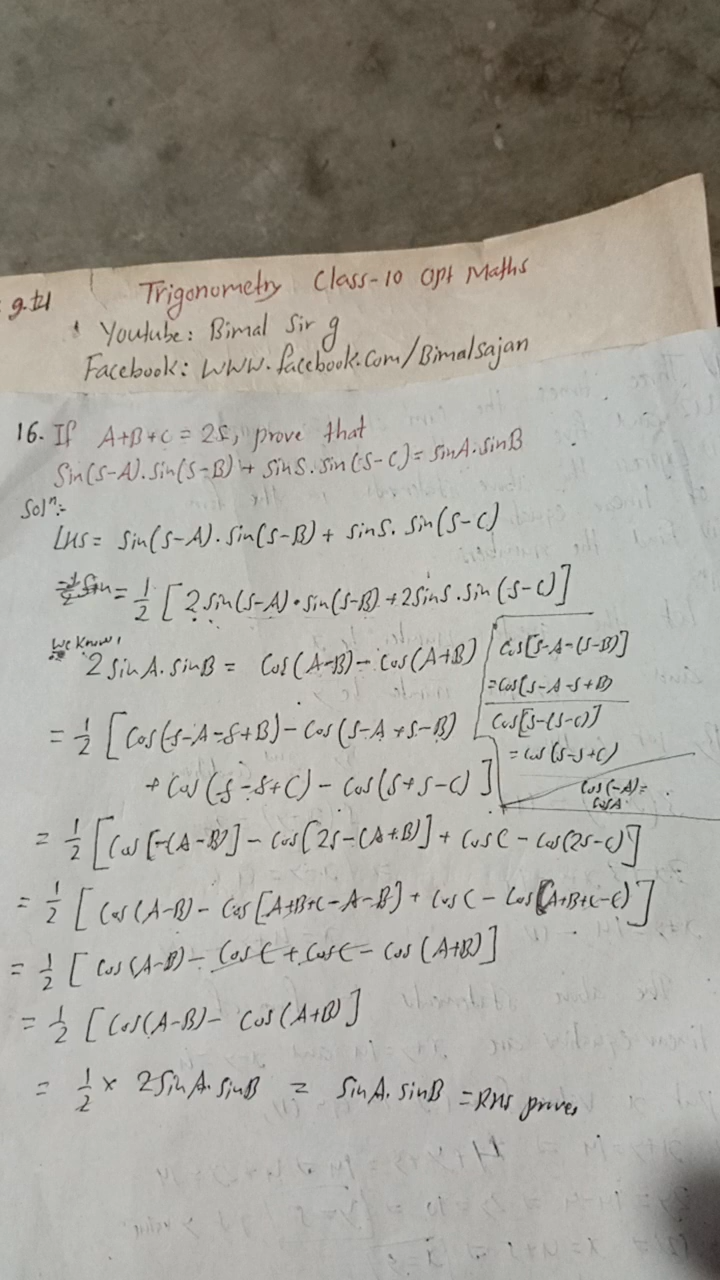 g. वटा
Trigonometry Class-10 Opt Maths
Youtube: Bimal Sir g
Facebook: WWW.facebook.Com/Bimalsajan
16. If A+B+C = 2S, prove that
Sin(S-A).Sin(S-B) + SinS.Sin(S-C) = SinA.SinB
Solⁿ:-
LHS = Sin(S-A).Sin(S-B) + SinS.Sin(S-C)
= 1/2 [2Sin(S-A).Sin(S-B) + 2SinS.Sin(S-C)]
We know,
2 SinA.SinB = Cos(A-B) - Cos(A+B)
Cos[S-A-(S-B)]
= Cos(S-A-S+B)
Cos[S-(S-C)]
= Cos(S-S+C)
Cos(-A) =
CosA
= 1/2 [Cos(S-A-S+B) - Cos(S-A+S-B)
+ Cos(S-S+C) - Cos(S+S-C)]
= 1/2 [Cos[-(A-B)] - Cos[2S-(A+B)] + CosC - Cos(2S-C)]
= 1/2 [Cos(A-B) - Cos[A+B+C-A-B] + CosC - Cos(A+B+C-C)]
= 1/2 [Cos(A-B) - CosC + CosC - Cos(A+B)]
= 1/2 [Cos(A-B) - Cos(A+B)]
= 1/2 × 2SinA.SinB = SinA.SinB = RHS proves